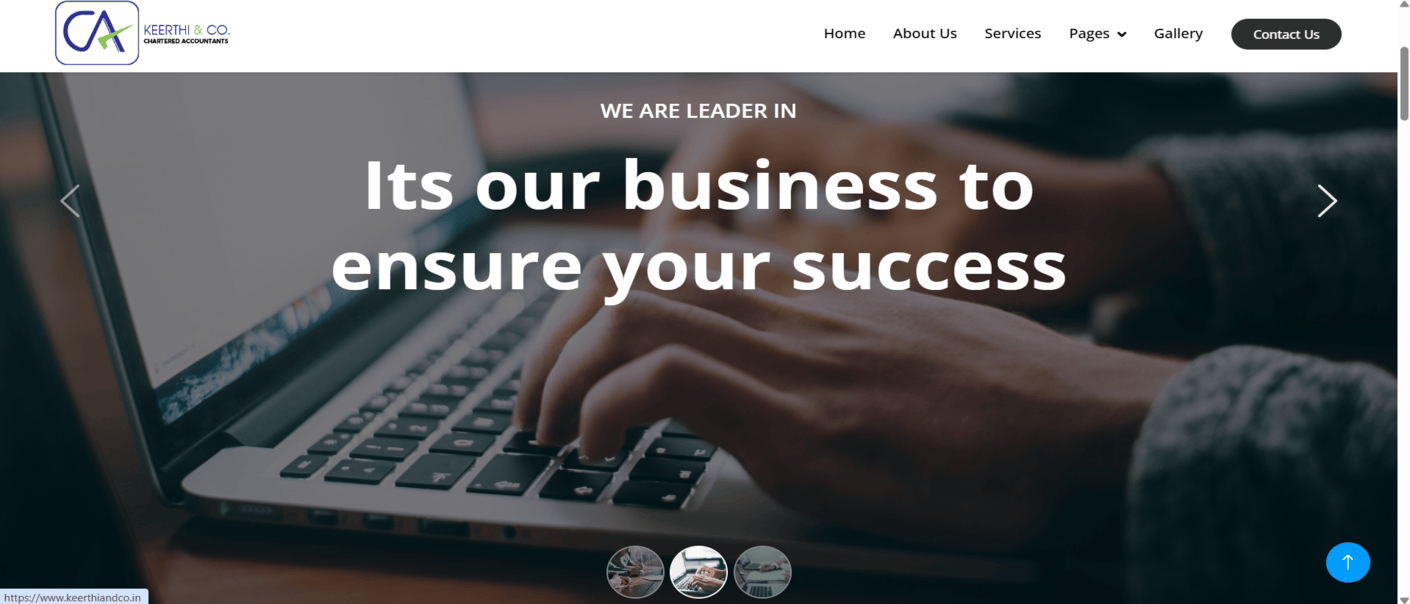 CA
KEERTHI & CO.
CHARTERED ACCOUNTANTS
Home About Us Services Pages Gallery Contact Us
WE ARE LEADER IN
Its our business to
ensure your success
https://www.keerthiandco.in